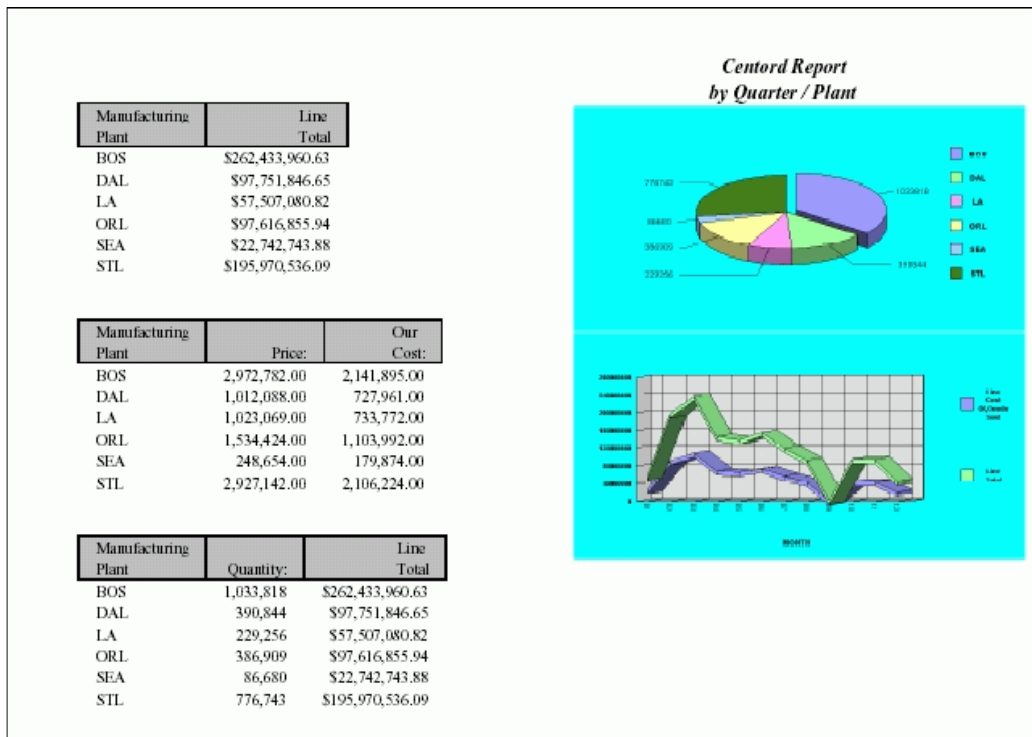 Centord Report
by Quarter / Plant
Manufacturing Line
Plant Total
BOS $262,433,960.63
DAL $97,751,846.65
LA $57,507,080.82
ORL $97,616,855.94
SEA $22,742,743.88
STL $195,970,536.09
Manufacturing Our
Plant Price: Cost:
BOS 2,972,782.00 2,141,895.00
DAL 1,012,088.00 727,961.00
LA 1,023,069.00 733,772.00
ORL 1,534,424.00 1,103,992.00
SEA 248,654.00 179,874.00
STL 2,927,142.00 2,106,224.00
Manufacturing Line
Plant Quantity: Total
BOS 1,033,818 $262,433,960.63
DAL 390,844 $97,751,846.65
LA 229,256 $57,507,080.82
ORL 386,909 $97,616,855.94
SEA 86,680 $22,742,743.88
STL 776,743 $195,970,536.09
BOS
DAL
LA
ORL
SEA
STL
1033818
229256
Line
Cost
Line
Total
MONTH